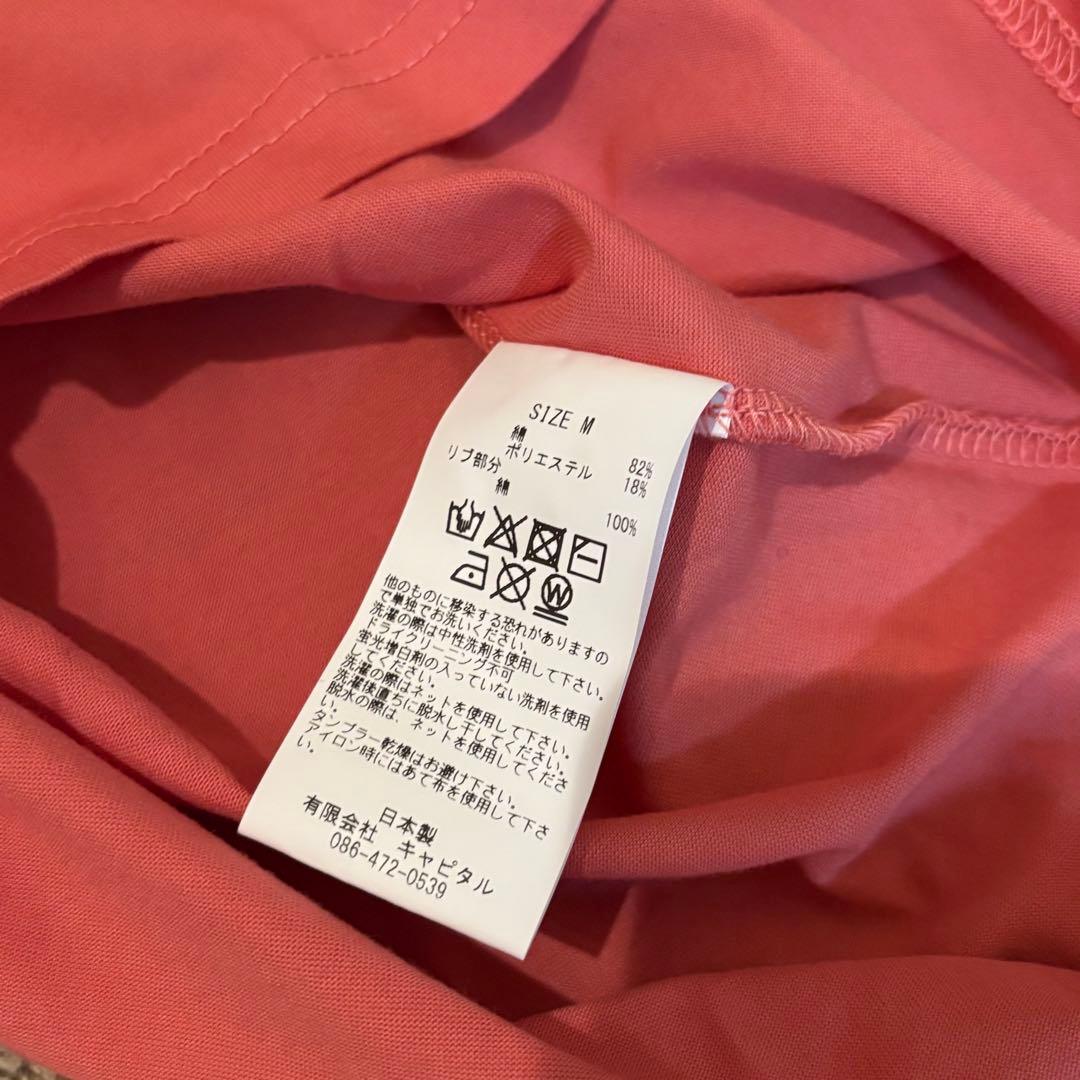 SIZE M
綿 82%
ポリエステル 18%
リブ部分
綿 100%
W
他のものに移染する恐れがありますの
で単独でお洗いください。
洗濯の際は中性洗剤を使用して下さい。
ドライクリーニング不可
蛍光増白剤の入っていない洗剤を使用
してください。
洗濯の際はネットを使用して下さい。
洗濯後直ちに脱水し干してください。
脱水の際は、ネットを使用してくださ
い。
タンブラー乾燥はお避け下さい。
アイロン時にはあて布を使用して下さ
い。
日本製
有限会社 キャピタル
086-472-0539